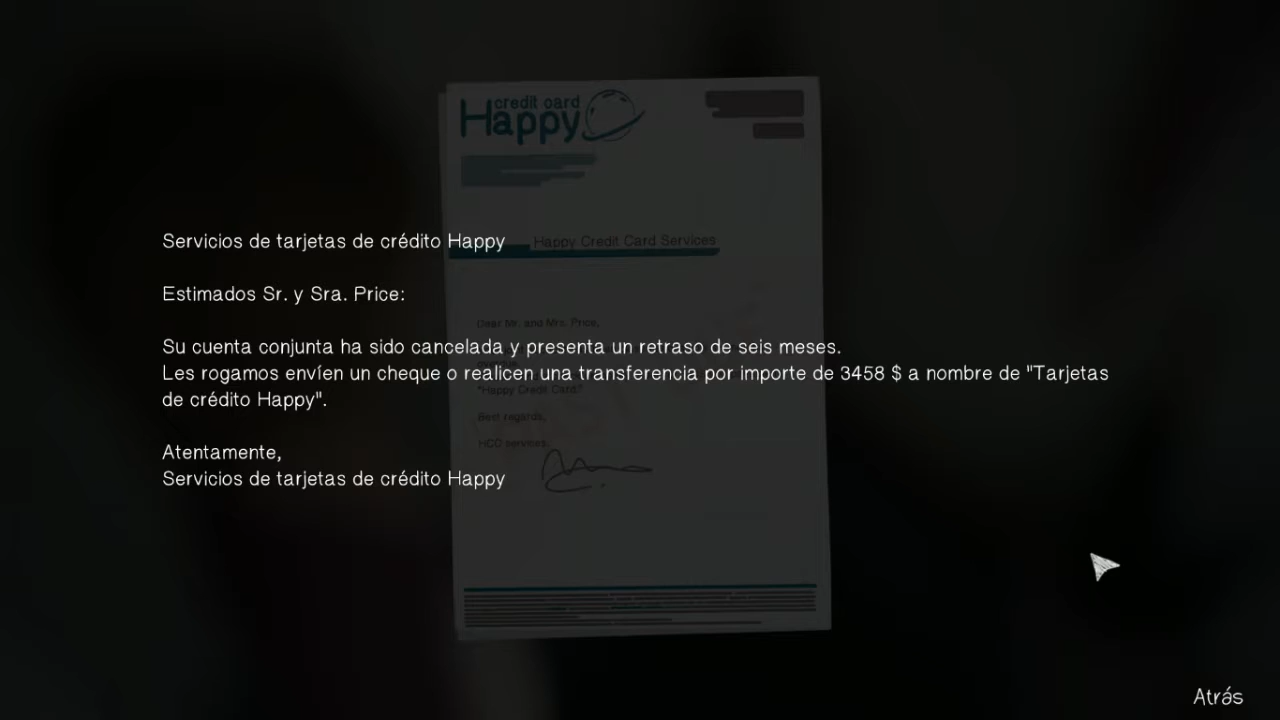 credit card
Happy
Servicios de tarjetas de crédito Happy
Happy Credit Card Services
Estimados Sr. y Sra. Price:
Dear Mr. and Mrs. Price,
Su cuenta conjunta ha sido cancelada y presenta un retraso de seis meses.
Les rogamos envíen un cheque o realicen una transferencia por importe de 3458 $ a nombre de "Tarjetas
de crédito Happy".
"Happy Credit Card."
Best regards,
HCC services.
Atentamente,
Servicios de tarjetas de crédito Happy
Atrás